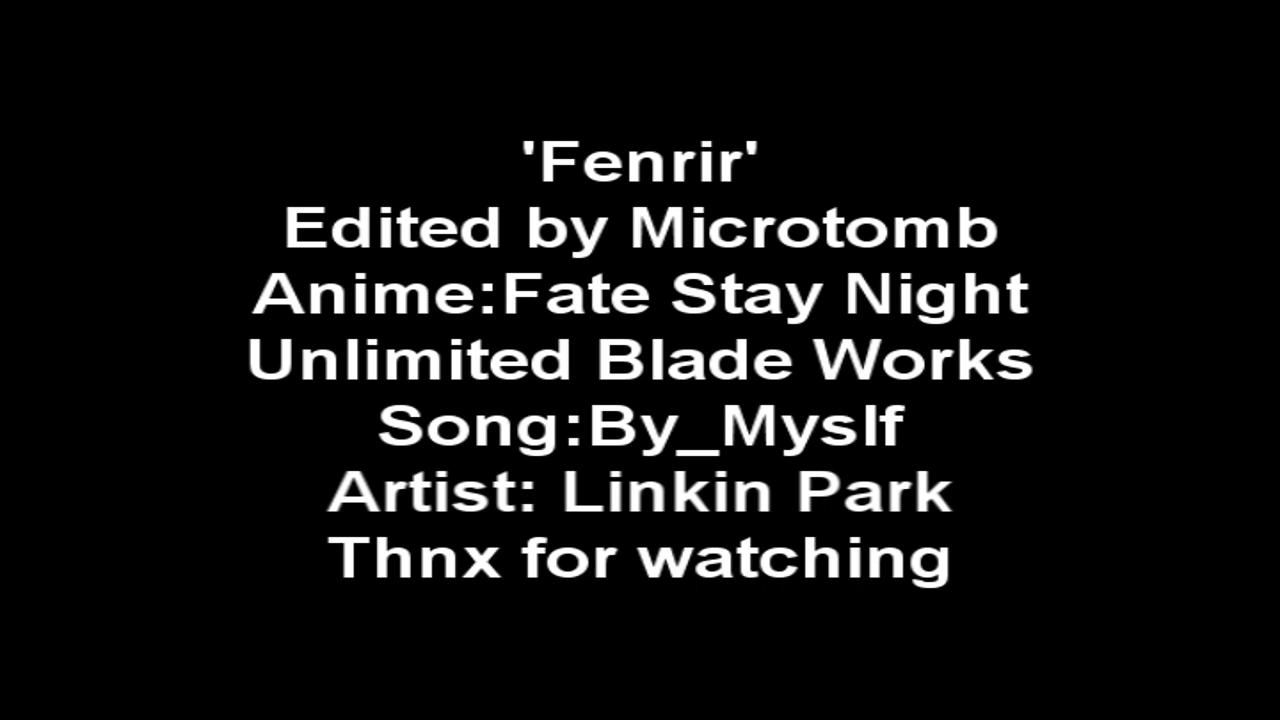 'Fenrir'
Edited by Microtomb
Anime:Fate Stay Night
Unlimited Blade Works
Song:By_Myslf
Artist: Linkin Park
Thnx for watching